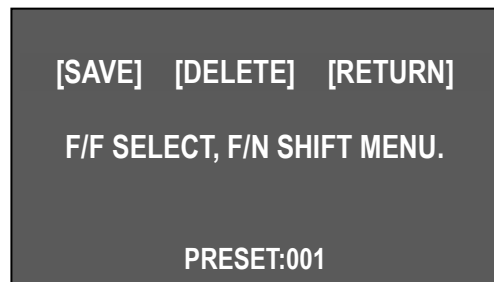 [SAVE] [DELETE] [RETURN]
F/F SELECT, F/N SHIFT MENU.
PRESET:001